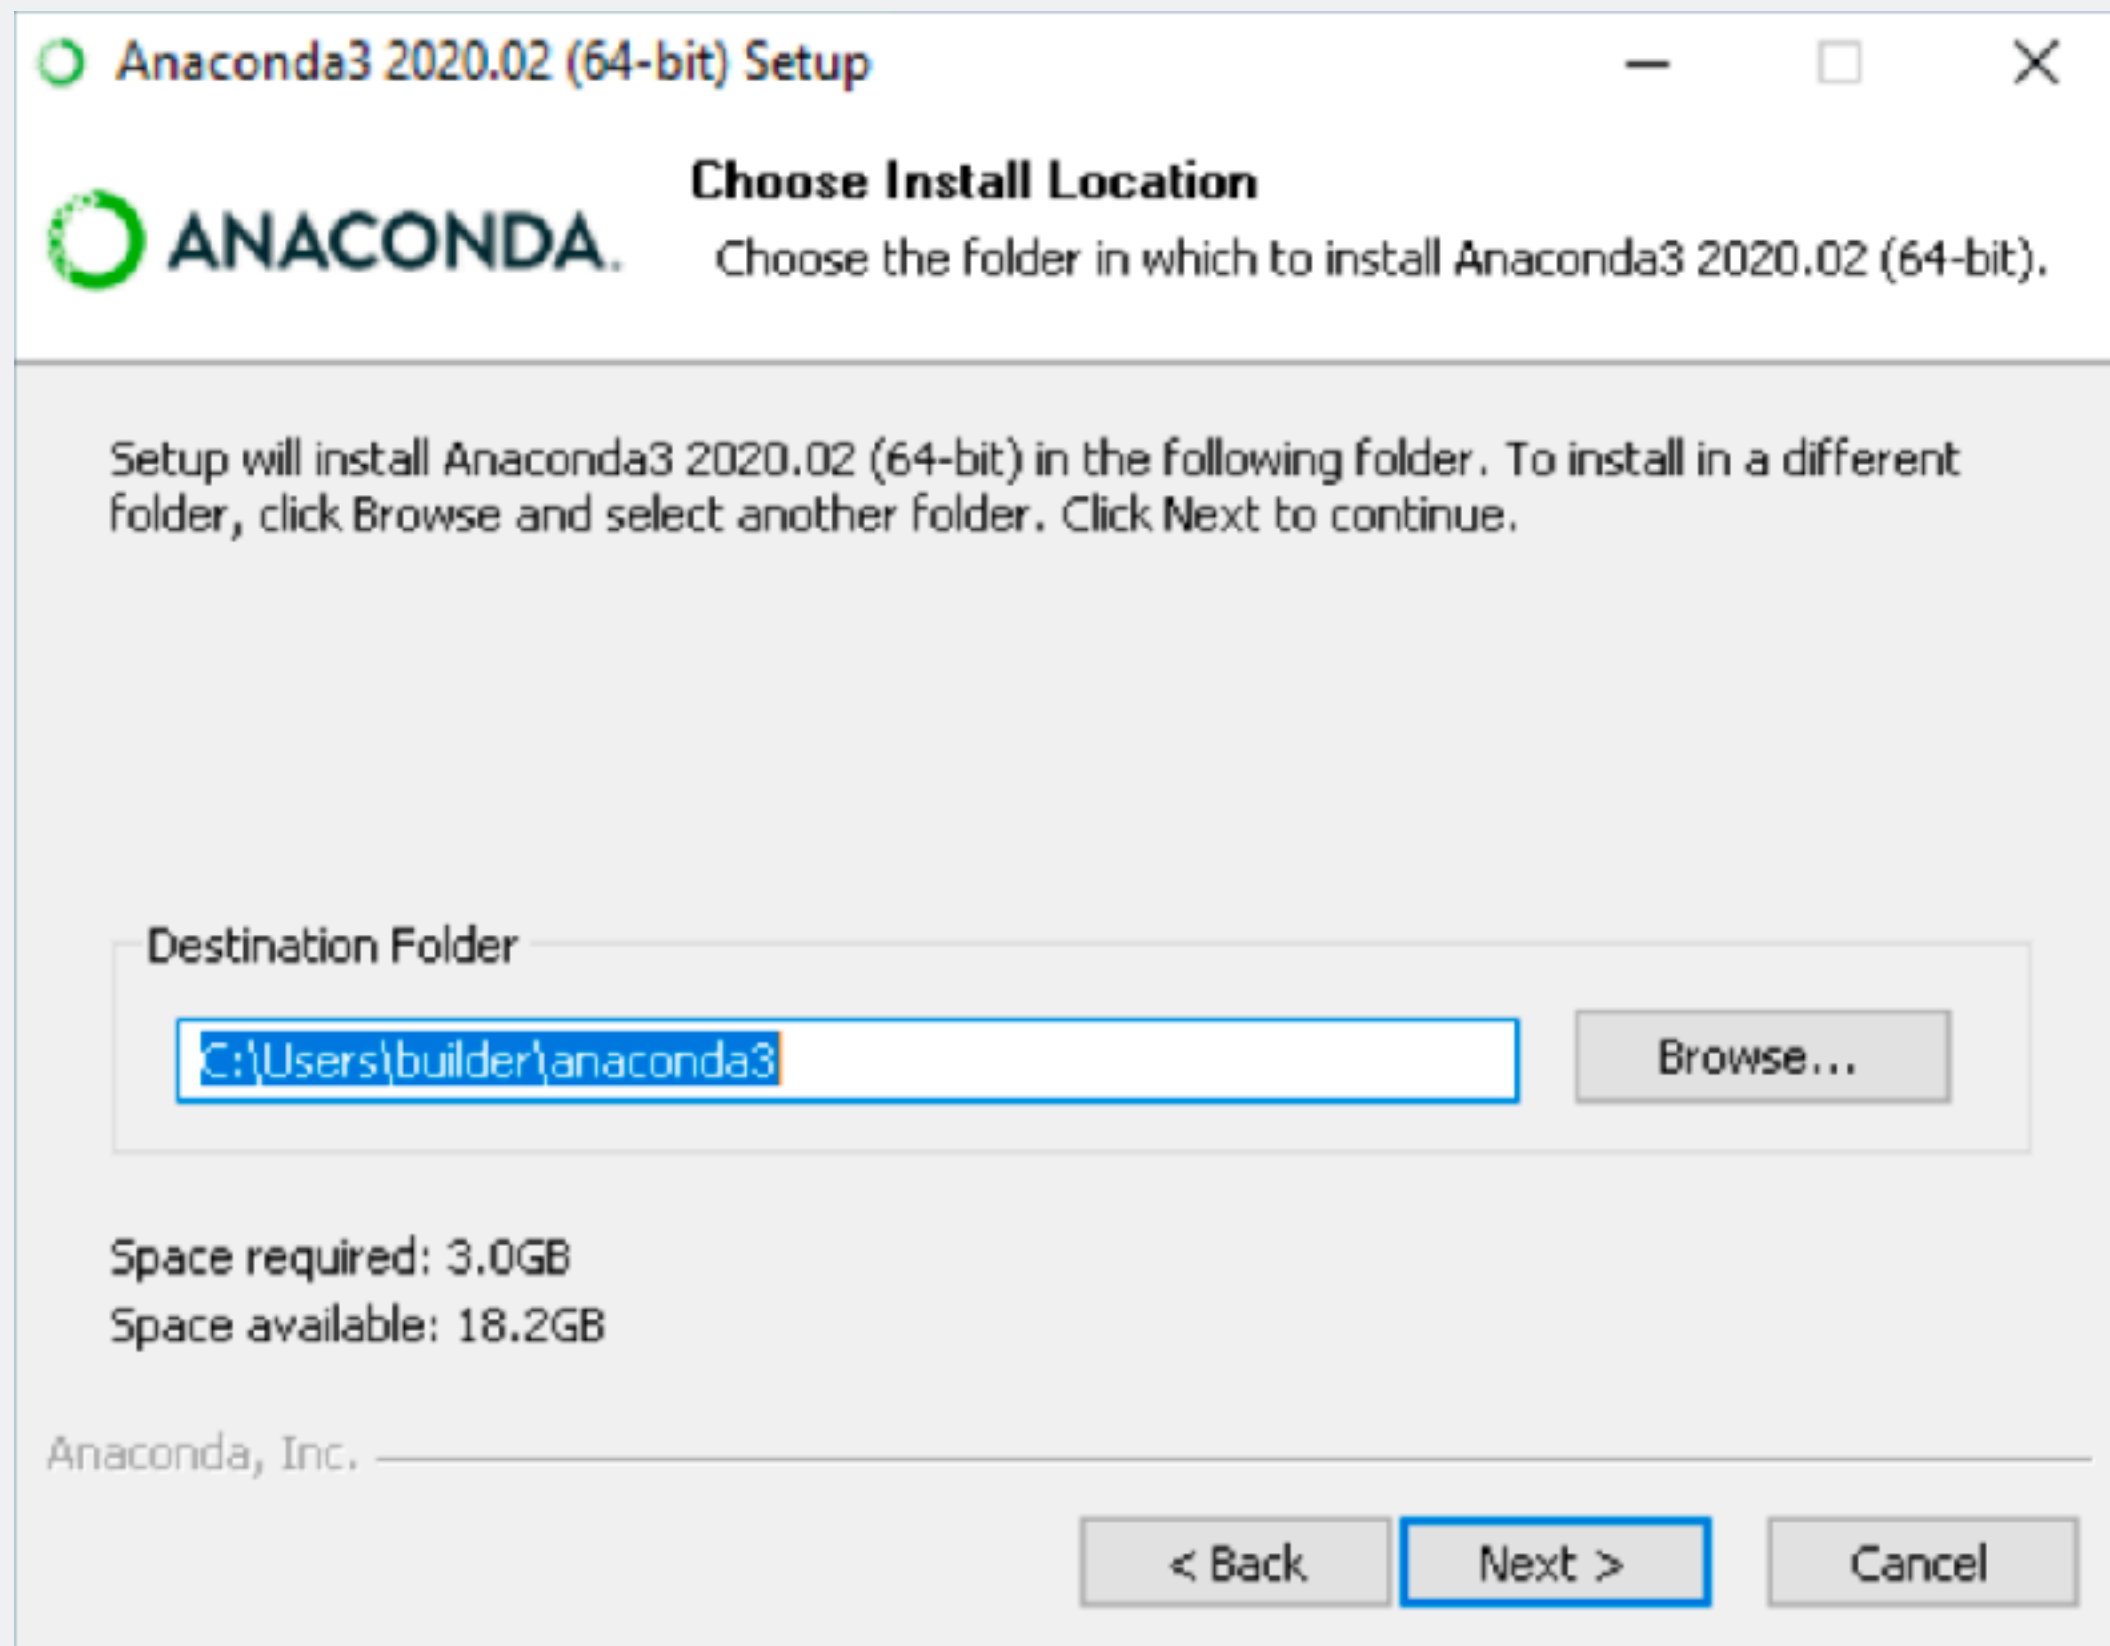 Anaconda3 2020.02 (64-bit) Setup
ANACONDA.
Choose Install Location
Choose the folder in which to install Anaconda3 2020.02 (64-bit).
Setup will install Anaconda3 2020.02 (64-bit) in the following folder. To install in a different
folder, click Browse and select another folder. Click Next to continue.
Destination Folder
C:\Users\builder\anaconda3
Browse...
Space required: 3.0GB
Space available: 18.2GB
Anaconda, Inc.
< Back
Next >
Cancel